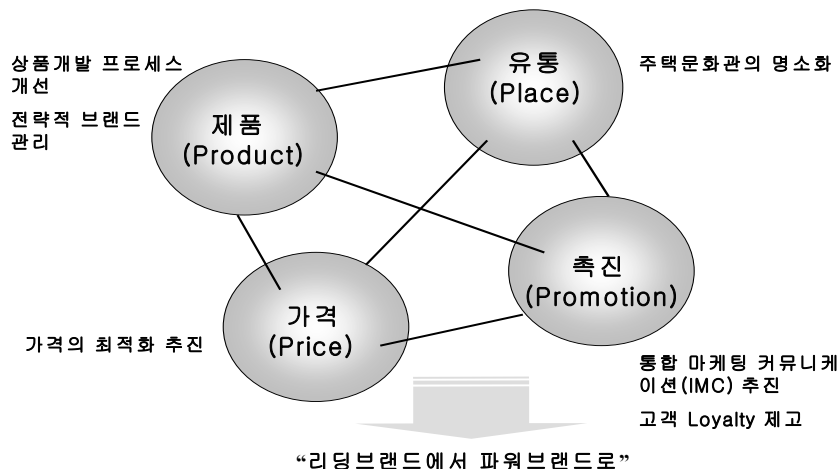 상품개발 프로세스
개선
전략적 브랜드
관리
제품
(Product)
유통
(Place)
주택문화관의 명소화
가격
(Price)
가격의 최적화 추진
촉진
(Promotion)
통합 마케팅 커뮤니케
이션(IMC) 추진
고객 Loyalty 제고
“리딩브랜드에서 파워브랜드로”